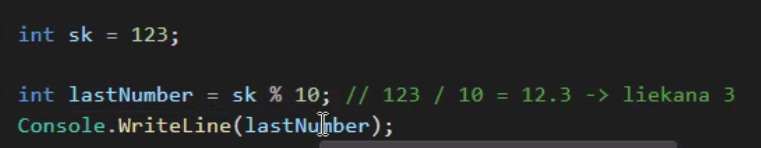 int sk = 123;
int lastNumber = sk % 10; // 123 / 10 = 12.3 -> liekana 3
Console.WriteLine(lastNumber);